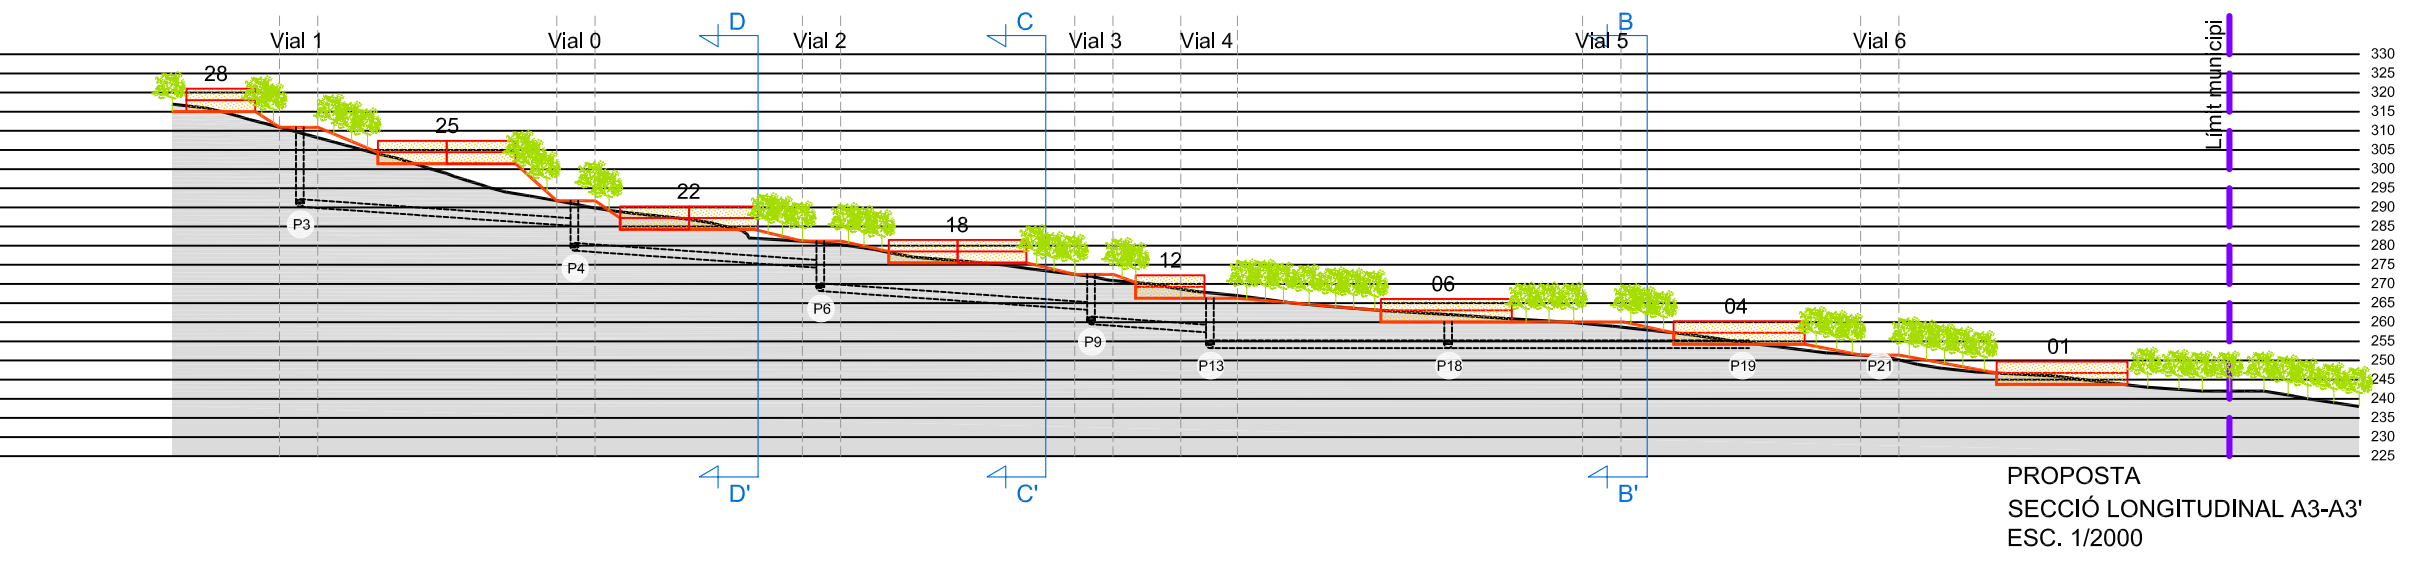 D C B
Vial 1 Vial 0 Vial 2 Vial 3 Vial 4 Vial 5 Vial 6
Límit municipi
330
325
320
315
310
305
300
295
290
285
280
275
270
265
260
255
250
245
240
235
230
225
28
25
22
18
12
06
04
01
P3
P4
P6
P9
P13 P18 P19 P21
D' C' B'
PROPOSTA
SECCIÓ LONGITUDINAL A3-A3'
ESC. 1/2000